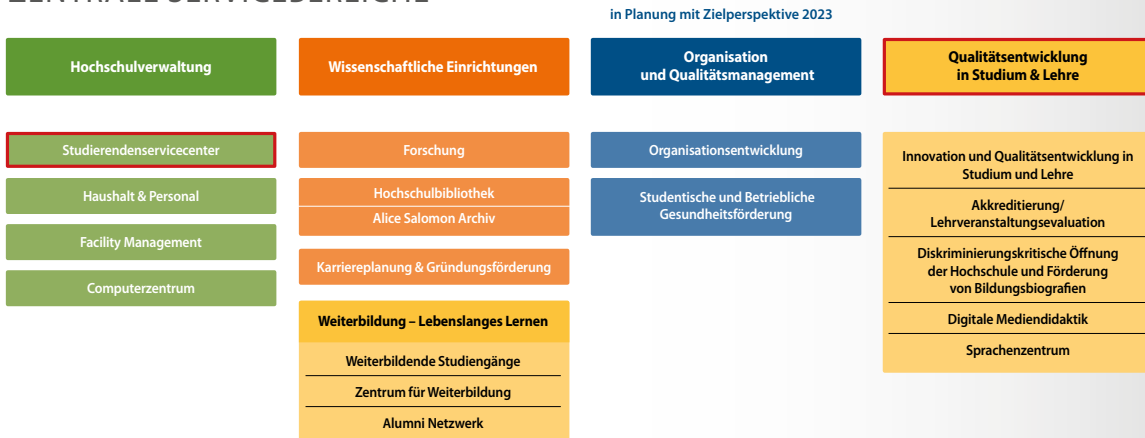 ZENTRALE SERVICEBEREICHE
in Planung mit Zielperspektive 2023
Hochschulverwaltung
Studierendenservicecenter
Haushalt & Personal
Facility Management
Computerzentrum
Wissenschaftliche Einrichtungen
Forschung
Hochschulbibliothek
Alice Salomon Archiv
Karriereplanung & Gründungsförderung
Weiterbildung – Lebenslanges Lernen
Weiterbildende Studiengänge
Zentrum für Weiterbildung
Alumni Netzwerk
Organisation
und Qualitätsmanagement
Organisationsentwicklung
Studentische und Betriebliche
Gesundheitsförderung
Qualitätsentwicklung
in Studium & Lehre
Innovation und Qualitätsentwicklung in
Studium und Lehre
Akkreditierung/
Lehrveranstaltungsevaluation
Diskriminierungskritische Öffnung
der Hochschule und Förderung
von Bildungsbiografien
Digitale Mediendidaktik
Sprachenzentrum